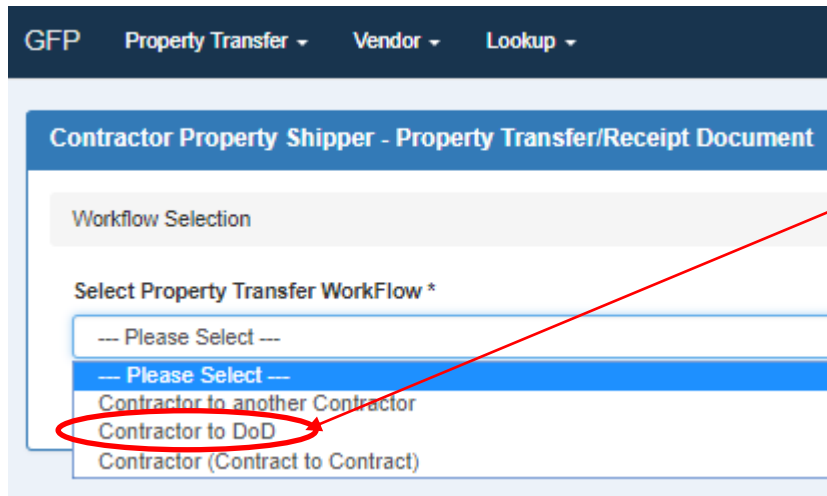 GFP Property Transfer Vendor Lookup
Contractor Property Shipper - Property Transfer/Receipt Document
Workflow Selection
Select Property Transfer WorkFlow *
--- Please Select ---
--- Please Select ---
Contractor to another Contractor
Contractor to DoD
Contractor (Contract to Contract)